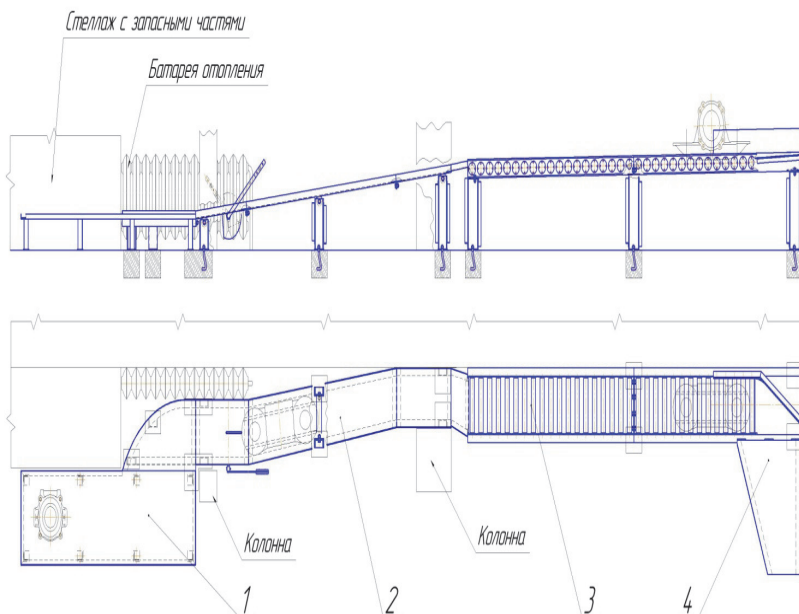 Стеллаж с запасными частями
Батарея отопления
Колонна
Колонна
1
2
3
4